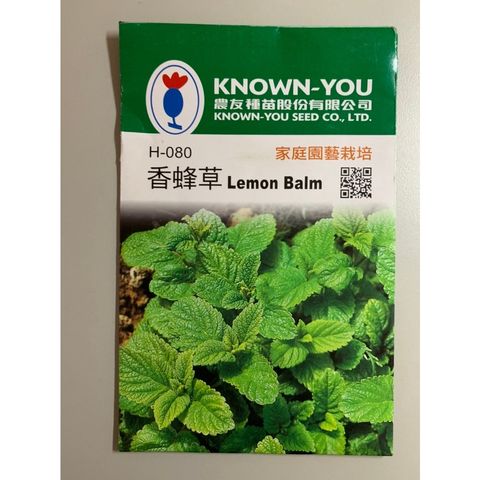 KNOWN-YOU
農友種苗股份有限公司
KNOWN-YOU SEED CO., LTD.
H-080
家庭園藝栽培
香蜂草 Lemon Balm